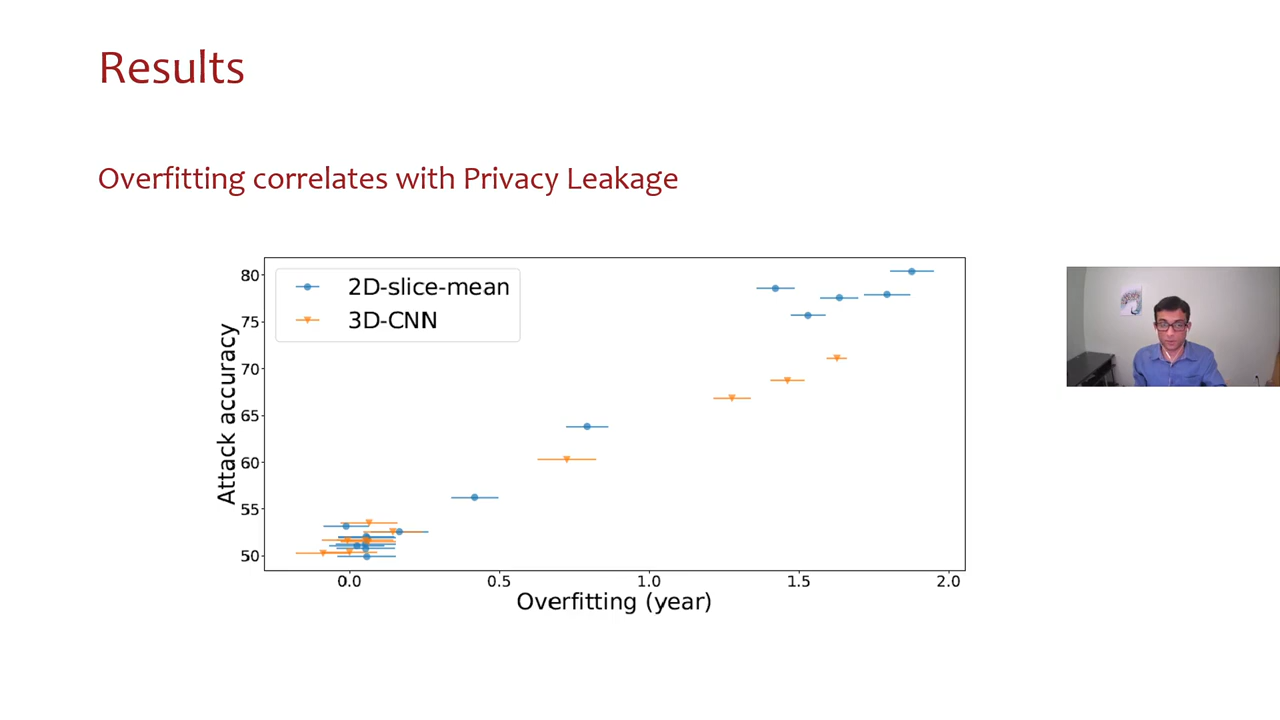 Results
Overfitting correlates with Privacy Leakage
2D-slice-mean
3D-CNN
80
75
70
65
60
55
50
Attack accuracy
0.0 0.5 1.0 1.5 2.0
Overfitting (year)